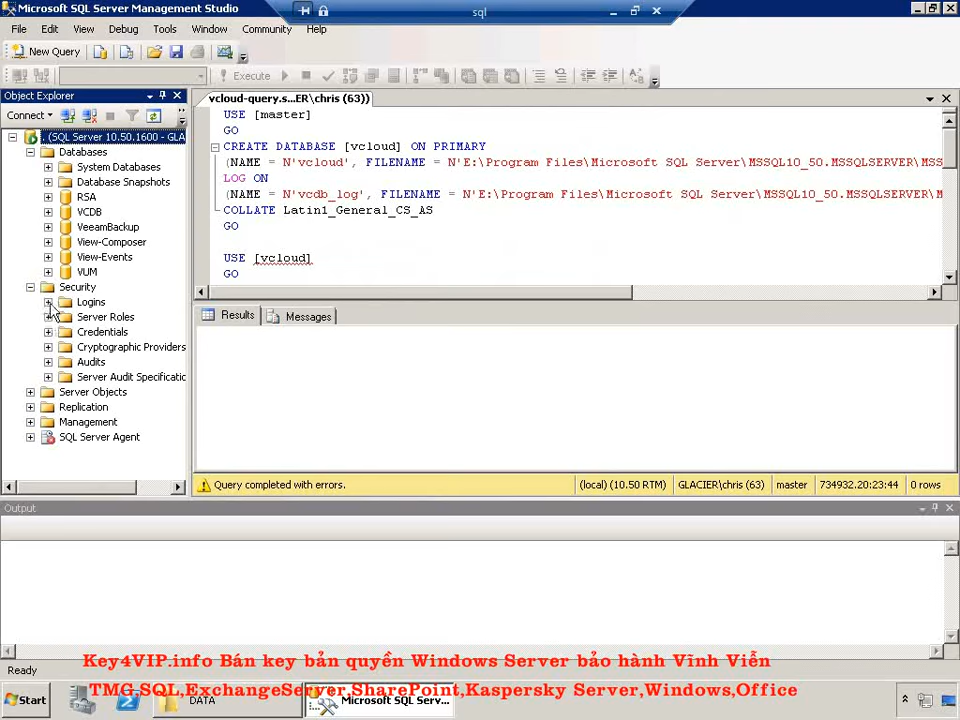 Microsoft SQL Server Management Studio
sql
File Edit View Debug Tools Window Community Help
New Query
Execute
Object Explorer
vcloud-query.s...ER\chris (63))
Connect
. (SQL Server 10.50.1600 - GLA
Databases
System Databases
Database Snapshots
RSA
VCDB
VeeamBackup
View-Composer
View-Events
VUM
Security
Logins
Server Roles
Credentials
Cryptographic Providers
Audits
Server Audit Specificatio
Server Objects
Replication
Management
SQL Server Agent
USE [master]
GO
CREATE DATABASE [vcloud] ON PRIMARY
(NAME = N'vcloud', FILENAME = N'E:\Program Files\Microsoft SQL Server\MSSQL10_50.MSSQLSERVER\MSS
LOG ON
(NAME = N'vcdb_log', FILENAME = N'E:\Program Files\Microsoft SQL Server\MSSQL10_50.MSSQLSERVER\MSS
COLLATE Latin1_General_CS_AS
GO
USE [vcloud]
GO
Results Messages
Query completed with errors. (local) (10.50 RTM) GLACIER\chris (63) master 734932.20:23:44 0 rows
Output
Ready
Key4VIP.info Bán key bản quyền Windows Server bảo hành Vĩnh Viễn
TMG,SQL,ExchangeServer,SharePoint,Kaspersky Server,Windows,Office
Start DATA Microsoft SQL Serv...